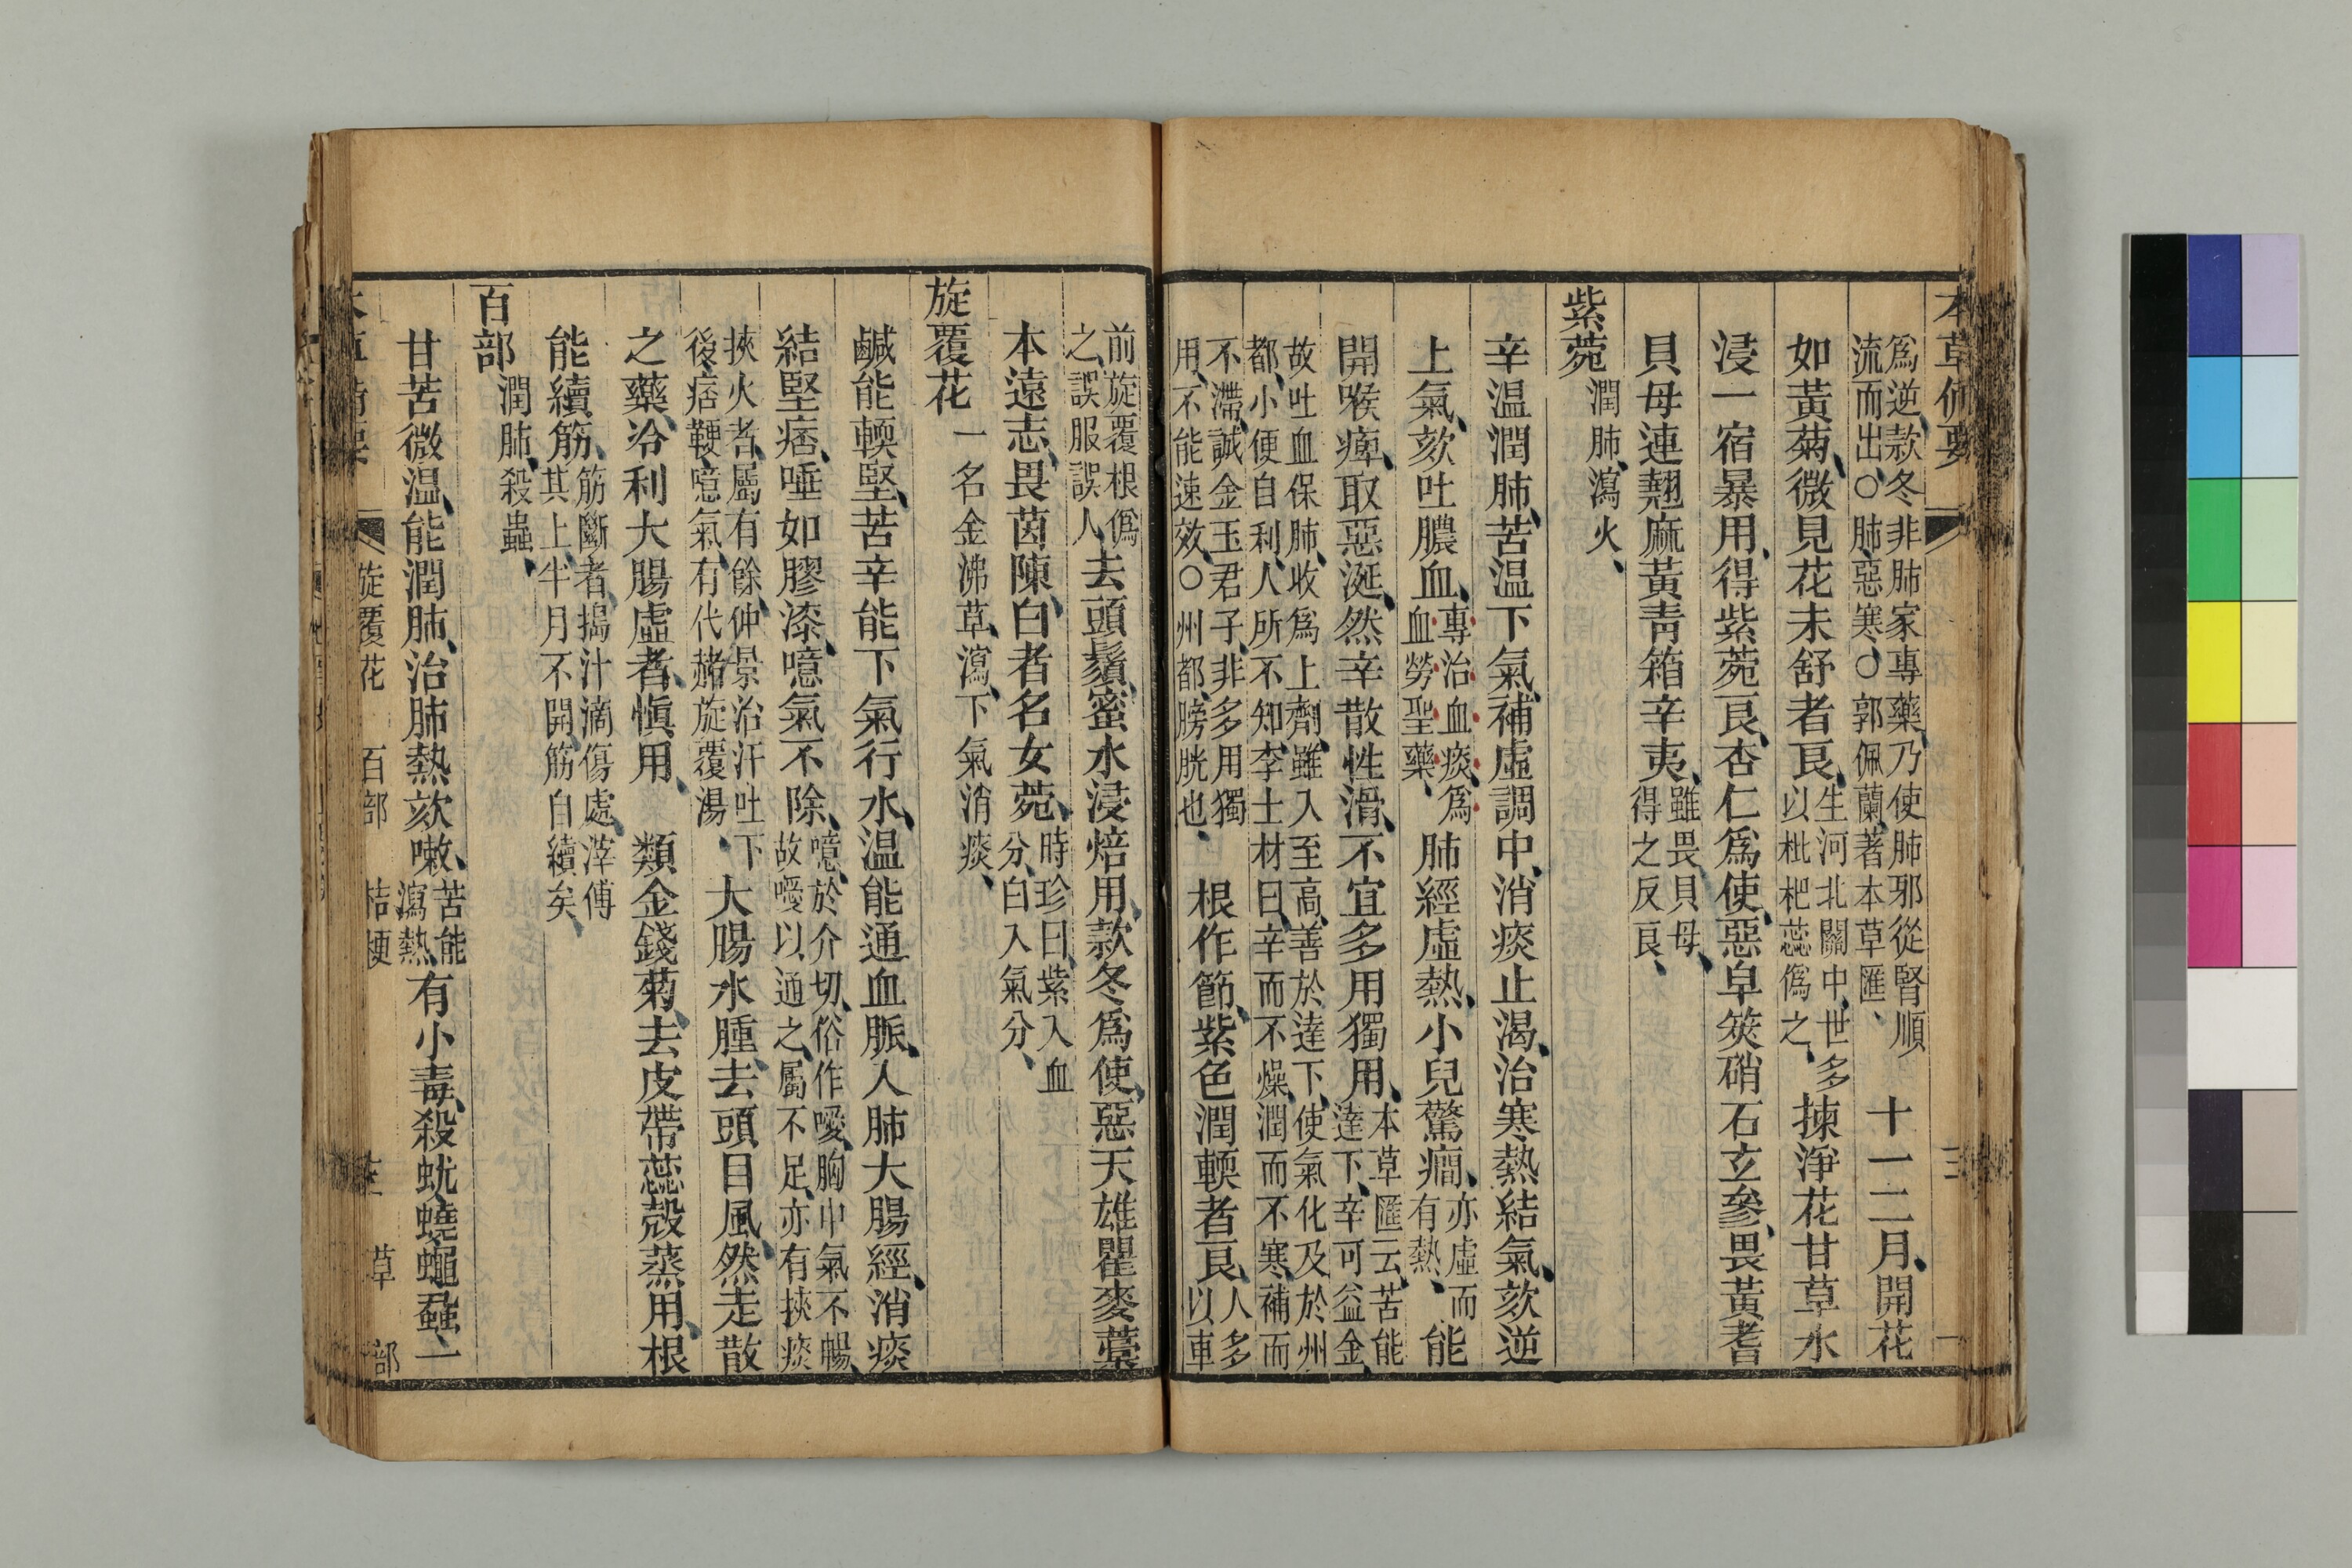 本草備要
爲逆款冬非肺家專藥乃使肺邪從腎順
流而出○肺惡寒○郭佩蘭著本草匯
十一二月開花
如黃菊微見花未舒者良
生河北關中世多
以枇杷蕊僞之
揀淨花甘草水
浸一宿暴用得紫菀良杏仁爲使惡皁筴硝石玄參畏黃耆
貝母連翹麻黃靑箱辛夷
雖畏貝母
得之反良
紫菀
潤肺瀉火
辛温潤肺苦温下氣補虛調中消痰止渴治寒熱結氣欬逆
上氣欬吐膿血
專治血痰爲
血勞聖藥
肺經虛熱小兒驚癎
亦虛而
有熱
能
開喉痺取惡涎然辛散性滑不宜多用獨用
本草匯云苦能
達下辛可益金
故吐血保肺收爲上劑雖入至高善於達下使氣化及於州
都小便自利人所不知李士材曰辛而不燥潤而不寒補而
不滯誠金玉君子非多用獨
用不能速效○州都膀胱也
根作節紫色潤輭者良
人多
以車
前旋覆根僞
之誤服誤人
去頭鬚蜜水浸焙用款冬爲使惡天雄瞿麥藁
本遠志畏茵陳白者名女菀
時珍曰紫入血
分白入氣分
旋覆花
一名金沸草瀉下氣消痰
鹹能輭堅苦辛能下氣行水温能通血脈入肺大腸經消痰
結堅痞唾如膠漆噫氣不除
噫於介切俗作噯胸中氣不暢
故噯以通之屬不足亦有挾痰
挾火者屬有餘仲景治汗吐下
後痞鞕噫氣有代赭旋覆湯
大腸水腫去頭目風然走散
之藥冷利大腸虛者愼用
類金錢菊去皮帶蕊殼蒸用根
能續筋
筋斷者搗汁滴傷處滓傅
其上半月不開筋自續矣
百部
潤肺殺蟲
甘苦微温能潤肺治肺熱欬嗽
苦能
瀉熱
有小毒殺蚘蟯蠅蝨一
旋覆花
百部
桔梗
草
部